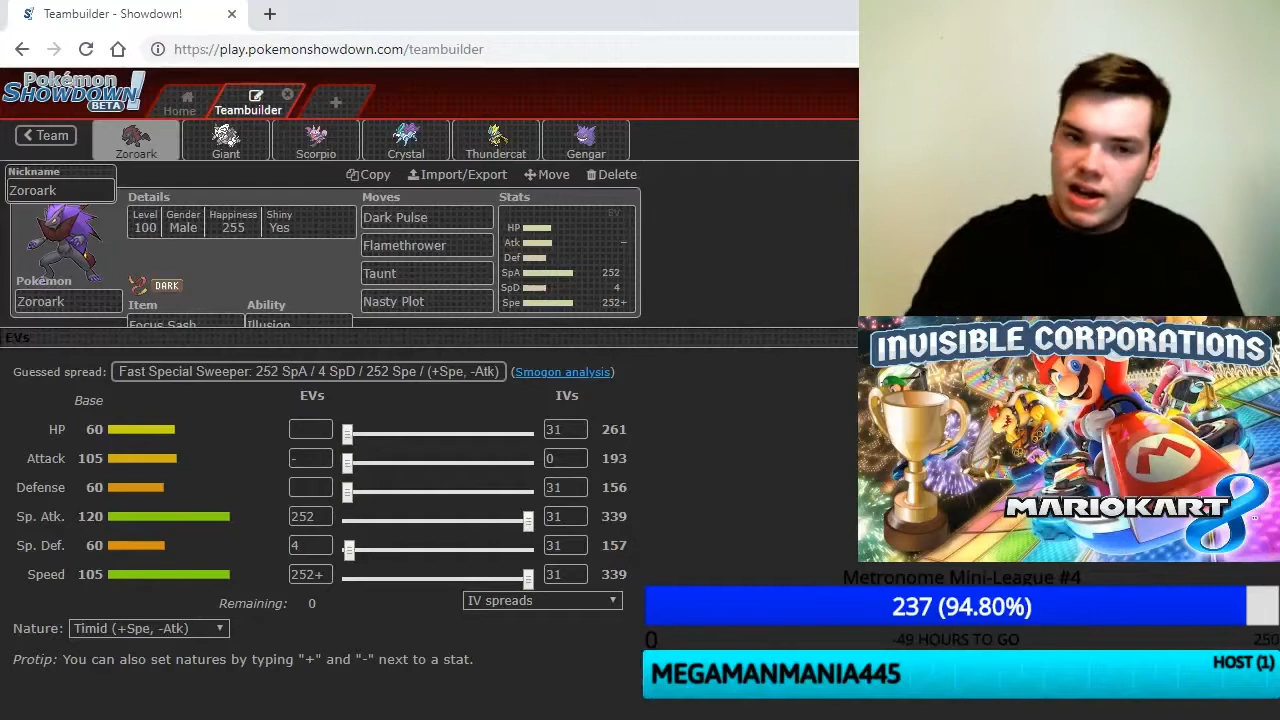 Teambuilder - Showdown!
https://play.pokemonshowdown.com/teambuilder
Pokémon
SHOWDOWN!
BETA
Home
Teambuilder
Team
Zoroark
Giant
Scorpio
Crystal
Thundercat
Gengar
Copy
Import/Export
Move
Delete
Nickname
Zoroark
Pokémon
Zoroark
Details
Level
100
Gender
Male
Happiness
255
Shiny
Yes
DARK
Item
Focus Sash
Ability
Illusion
Moves
Dark Pulse
Flamethrower
Taunt
Nasty Plot
Stats
EV
HP
Atk –
Def
SpA 252
SpD 4
Spe 252+
EVs
Guessed spread: Fast Special Sweeper: 252 SpA / 4 SpD / 252 Spe / (+Spe, -Atk) (Smogon analysis)
Base EVs IVs
HP 60 31 261
Attack 105 - 0 193
Defense 60 31 156
Sp. Atk. 120 252 31 339
Sp. Def. 60 4 31 157
Speed 105 252+ 31 339
Remaining: 0
IV spreads
Nature: Timid (+Spe, -Atk)
Protip: You can also set natures by typing "+" and "-" next to a stat.
INVISIBLE CORPORATIONS
M
MARIOKART 8
Metronome Mini-League #4
237 (94.80%)
0 -49 HOURS TO GO 250
MEGAMANMANIA445
HOST (1)